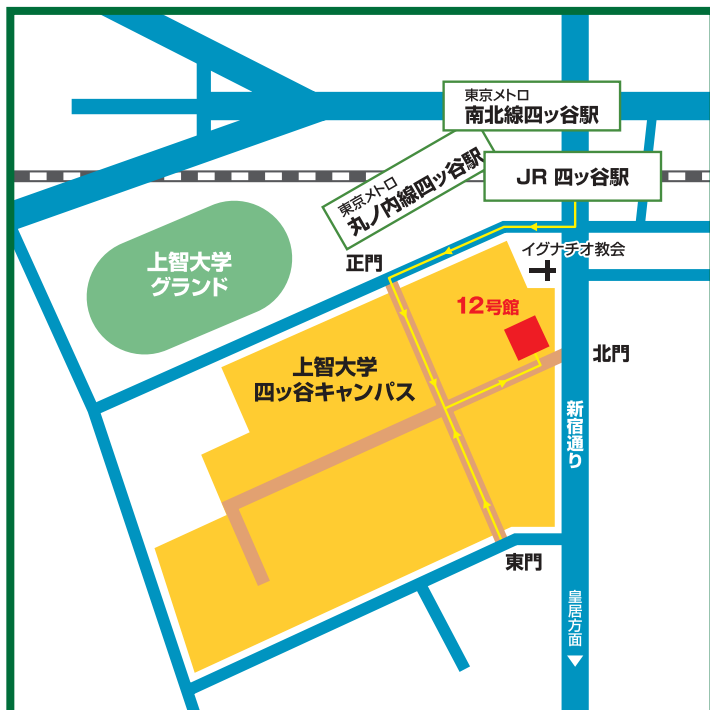 東京メトロ
南北線四ッ谷駅
東京メトロ
丸ノ内線四ッ谷駅
JR 四ッ谷駅
イグナチオ教会
上智大学
グランド
正門
12号館
北門
上智大学
四ッ谷キャンパス
新宿通り
東門
皇居方面